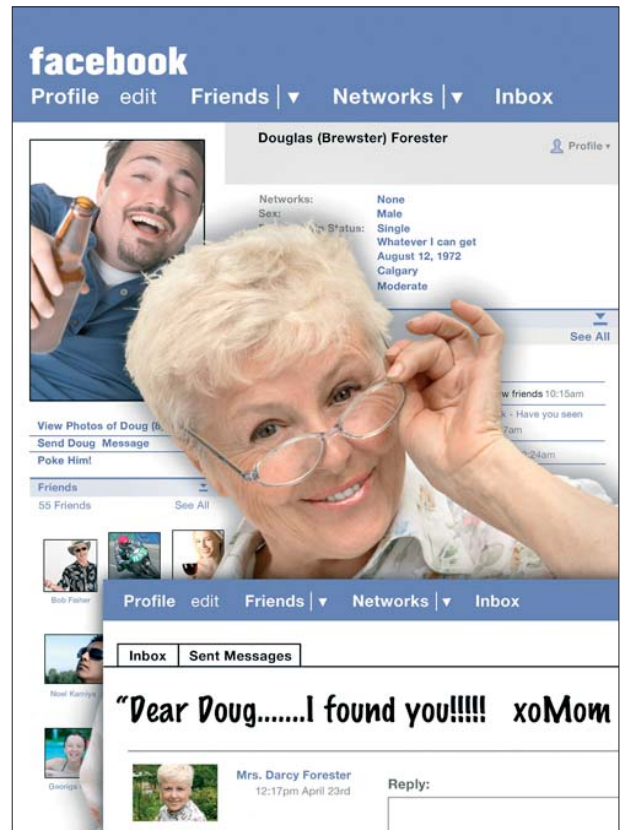 facebook
Profile edit Friends | ▾ Networks | ▾ Inbox
Douglas (Brewster) Forester
Profile ▾
Networks: None
Sex: Male
Status: Single
Whatever I can get
August 12, 1972
Calgary
Moderate
See All
friends 10:15am
- Have you seen
View Photos of Doug
Send Doug Message
Poke Him!
Friends
55 Friends See All
Bob Fisher
Noel Kamiya
Profile edit Friends | ▾ Networks | ▾ Inbox
Inbox Sent Messages
“Dear Doug.......I found you!!!!! xoMom
Mrs. Darcy Forester
12:17pm April 23rd
Reply: